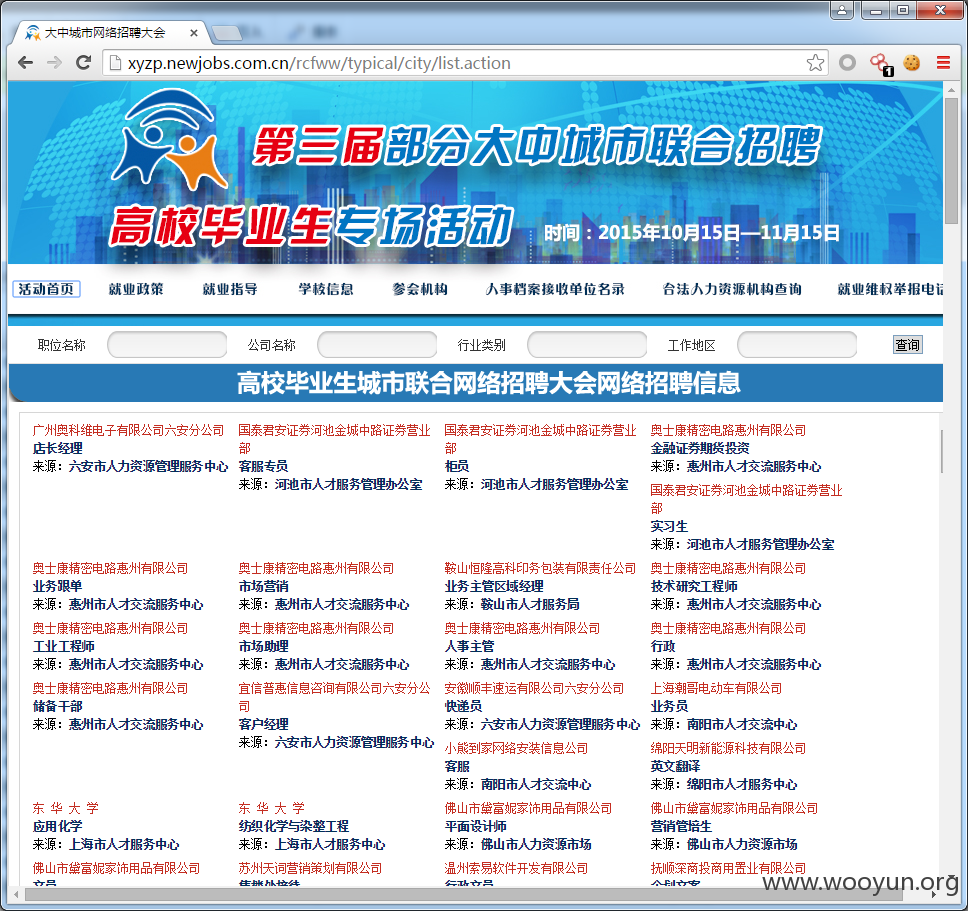 大中城市网络招聘大会
xyzp.newjobs.com.cn/rcfww/typical/city/list.action
1
第三届部分大中城市联合招聘
高校毕业生专场活动
时间：2015年10月15日—11月15日
活动首页 就业政策 就业指导 学校信息 参会机构 人事档案接收单位名录 合法人力资源机构查询 就业维权举报电话
职位名称 公司名称 行业类别 工作地区 查询
高校毕业生城市联合网络招聘大会网络招聘信息
广州奥科维电子有限公司六安分公司
店长经理
来源：六安市人力资源管理服务中心
国泰君安证券河池金城中路证券营业
部
客服专员
来源：河池市人才服务管理办公室
国泰君安证券河池金城中路证券营业
部
柜员
来源：河池市人才服务管理办公室
奥士康精密电路惠州有限公司
金融证券期货投资
来源：惠州市人才交流服务中心
国泰君安证券河池金城中路证券营业
部
实习生
来源：河池市人才服务管理办公室
奥士康精密电路惠州有限公司
业务跟单
来源：惠州市人才交流服务中心
奥士康精密电路惠州有限公司
市场营销
来源：惠州市人才交流服务中心
鞍山恒隆高科印务包装有限责任公司
业务主管区域经理
来源：鞍山市人才服务局
奥士康精密电路惠州有限公司
技术研究工程师
来源：惠州市人才交流服务中心
奥士康精密电路惠州有限公司
工业工程师
来源：惠州市人才交流服务中心
奥士康精密电路惠州有限公司
市场助理
来源：惠州市人才交流服务中心
奥士康精密电路惠州有限公司
人事主管
来源：惠州市人才交流服务中心
奥士康精密电路惠州有限公司
行政
来源：惠州市人才交流服务中心
奥士康精密电路惠州有限公司
储备干部
来源：惠州市人才交流服务中心
宜信普惠信息咨询有限公司六安分公
司
客户经理
来源：六安市人力资源管理服务中心
安徽顺丰速运有限公司六安分公司
快递员
来源：六安市人力资源管理服务中心
上海潮哥电动车有限公司
业务员
来源：南阳市人才交流中心
小熊到家网络安装信息公司
客服
来源：南阳市人才交流中心
绵阳天明新能源科技有限公司
英文翻译
来源：绵阳市人才服务中心
东 华 大 学
应用化学
来源：上海市人才服务中心
东 华 大 学
纺织化学与染整工程
来源：上海市人才服务中心
佛山市黛富妮家饰用品有限公司
平面设计师
来源：佛山市人力资源市场
佛山市黛富妮家饰用品有限公司
营销管培生
来源：佛山市人力资源市场
佛山市黛富妮家饰用品有限公司
文员
苏州天词营销策划有限公司
售楼处接待
温州索易软件开发有限公司
行政文员
抚顺深商投商用置业有限公司
企划文案
www.wooyun.org